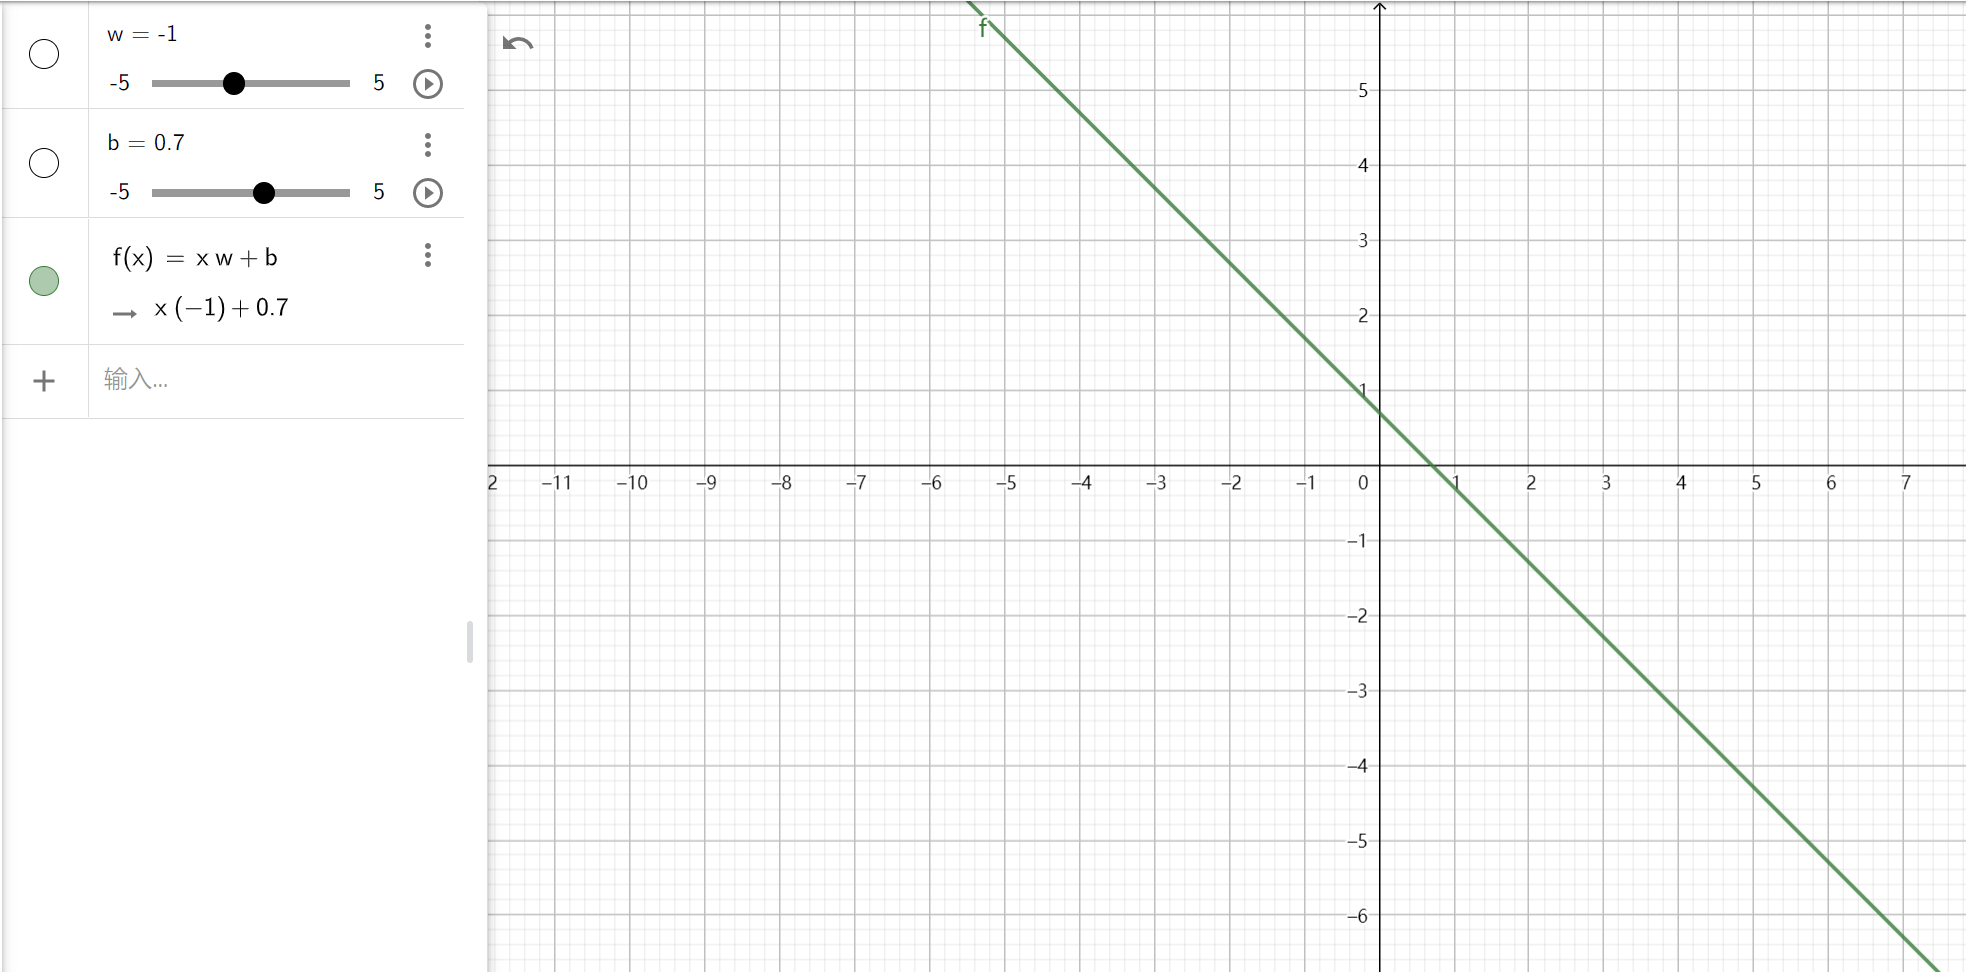 w = -1
-5 5
b = 0.7
-5 5
f(x) = x w + b
→ x (−1) + 0.7
+ 输入...
f
5
4
3
2
1
2 −11 −10 −9 −8 −7 −6 −5 −4 −3 −2 −1 0 1 2 3 4 5 6 7
−1
−2
−3
−4
−5
−6